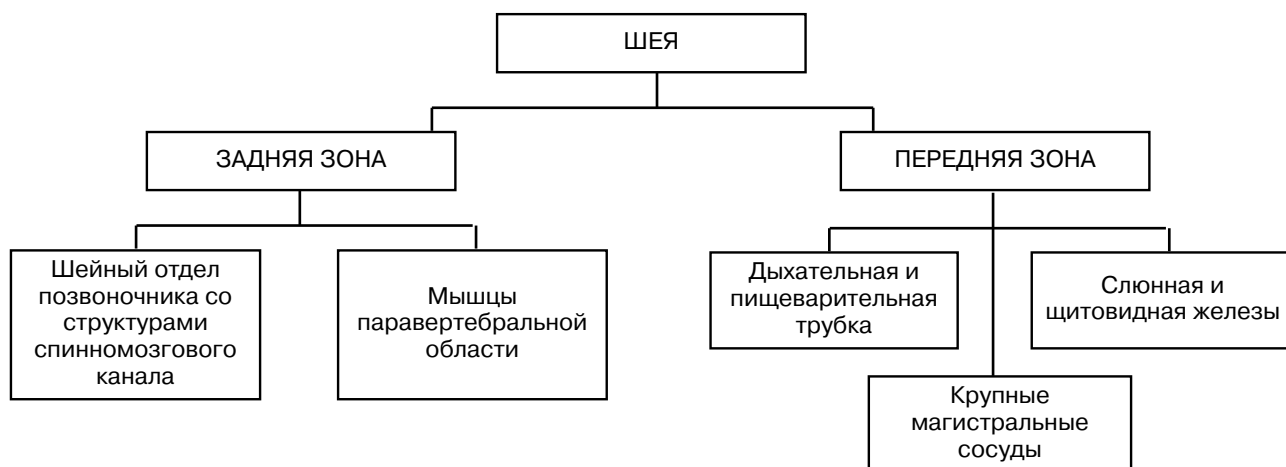 ШЕЯ
ЗАДНЯЯ ЗОНА
ПЕРЕДНЯЯ ЗОНА
Шейный отдел
позвоночника со
структурами
спинномозгового
канала
Мышцы
паравертебральной
области
Дыхательная и
пищеварительная
трубка
Слюнная и
щитовидная железы
Крупные
магистральные
сосуды